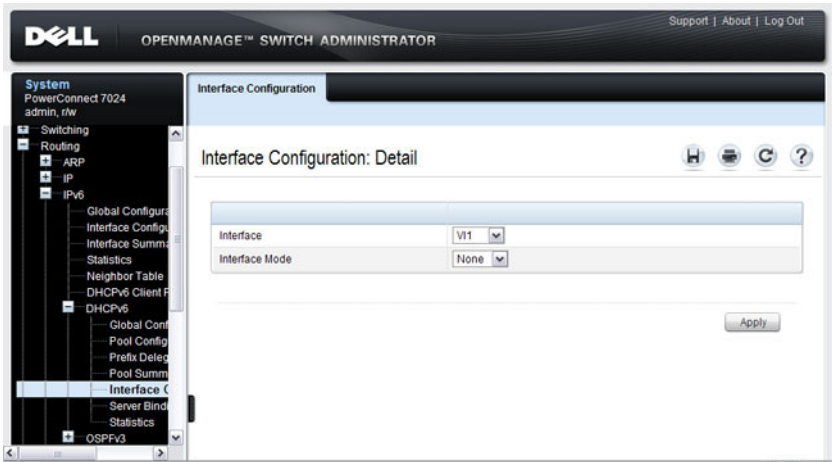 Support | About | Log Out
DELL OPENMANAGE™ SWITCH ADMINISTRATOR
System
PowerConnect 7024
admin, r/w
Switching
Routing
ARP
IP
IPv6
Global Configura
Interface Configu
Interface Summa
Statistics
Neighbor Table
DHCPv6 Client P
DHCPv6
Global Conf
Pool Config
Prefix Deleg
Pool Summ
Interface C
Server Bindi
Statistics
OSPFv3
Interface Configuration
Interface Configuration: Detail
Interface Vl1
Interface Mode None
Apply